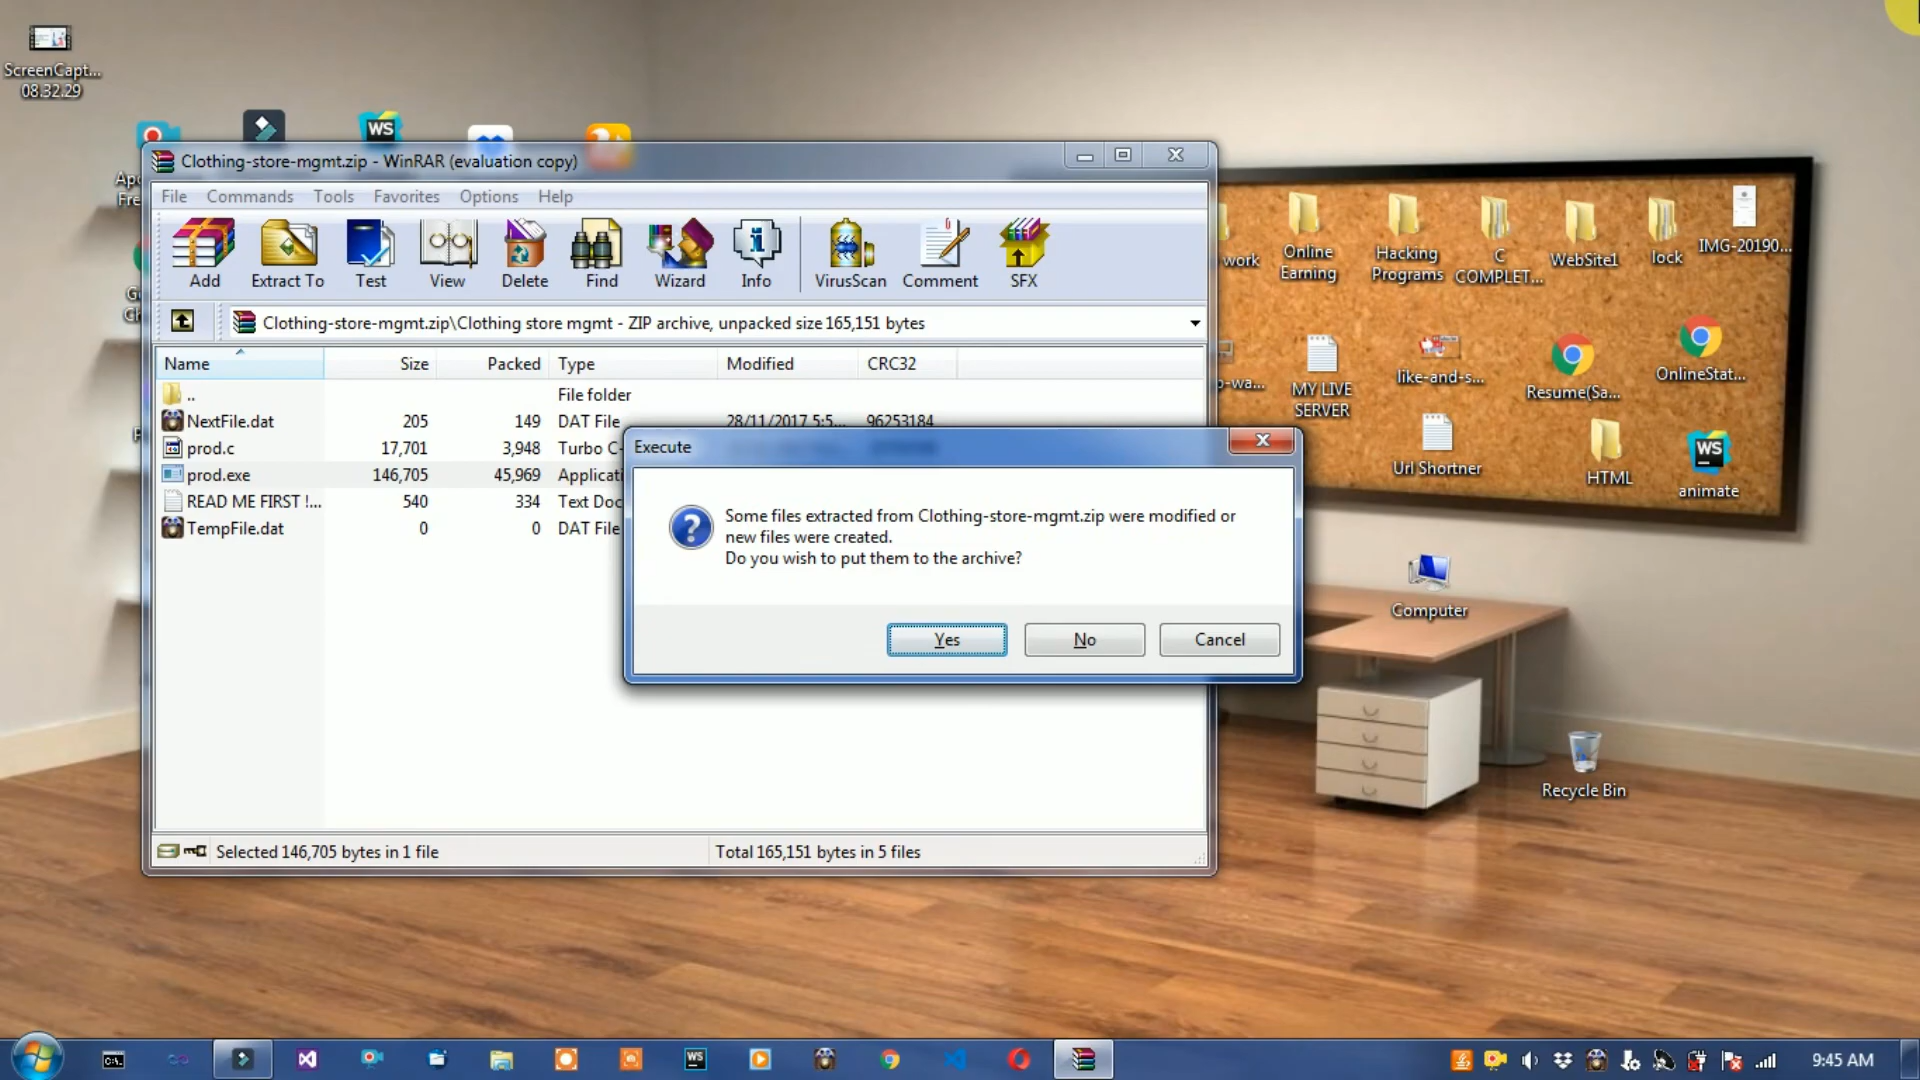 ScreenCapt...
08.32.29
WS
Clothing-store-mgmt.zip - WinRAR (evaluation copy)
File Commands Tools Favorites Options Help
Add Extract To Test View Delete Find Wizard Info VirusScan Comment SFX
Clothing-store-mgmt.zip\Clothing store mgmt - ZIP archive, unpacked size 165,151 bytes
Name Size Packed Type Modified CRC32
.. File folder
NextFile.dat 205 149 DAT File 28/11/2017 5:5... 96253184
prod.c 17,701 3,948 Turbo C
prod.exe 146,705 45,969 Applicati
READ ME FIRST !... 540 334 Text Doc
TempFile.dat 0 0 DAT File
Execute
Some files extracted from Clothing-store-mgmt.zip were modified or
new files were created.
Do you wish to put them to the archive?
Yes No Cancel
Selected 146,705 bytes in 1 file Total 165,151 bytes in 5 files
work
Online
Earning
Hacking
Programs
C
COMPLET...
WebSite1
lock
IMG-20190...
MY LIVE
SERVER
like-and-s...
Resume(Sa...
OnlineStat...
Url Shortner
HTML
WS
animate
Computer
Recycle Bin
C:\.
WS
9:45 AM